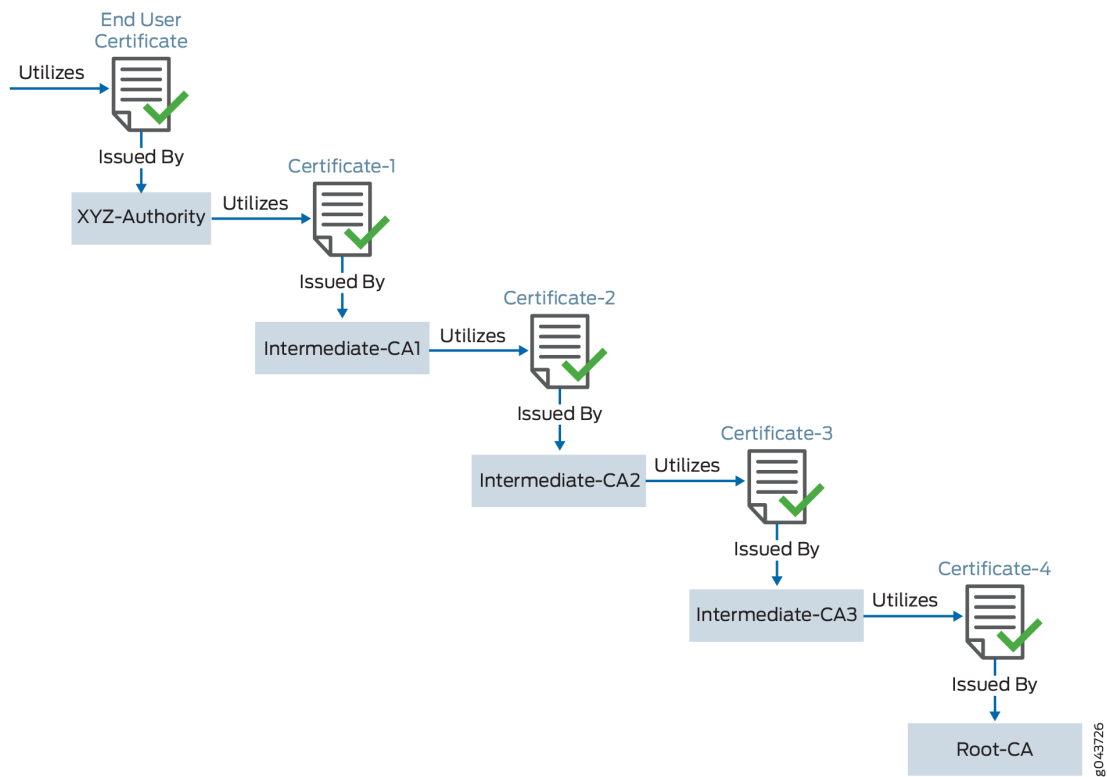 End User
Certificate
Utilizes
Issued By
Certificate-1
XYZ-Authority
Utilizes
Issued By
Certificate-2
Intermediate-CA1
Utilizes
Issued By
Certificate-3
Intermediate-CA2
Utilizes
Issued By
Certificate-4
Intermediate-CA3
Utilizes
Issued By
Root-CA
g043726